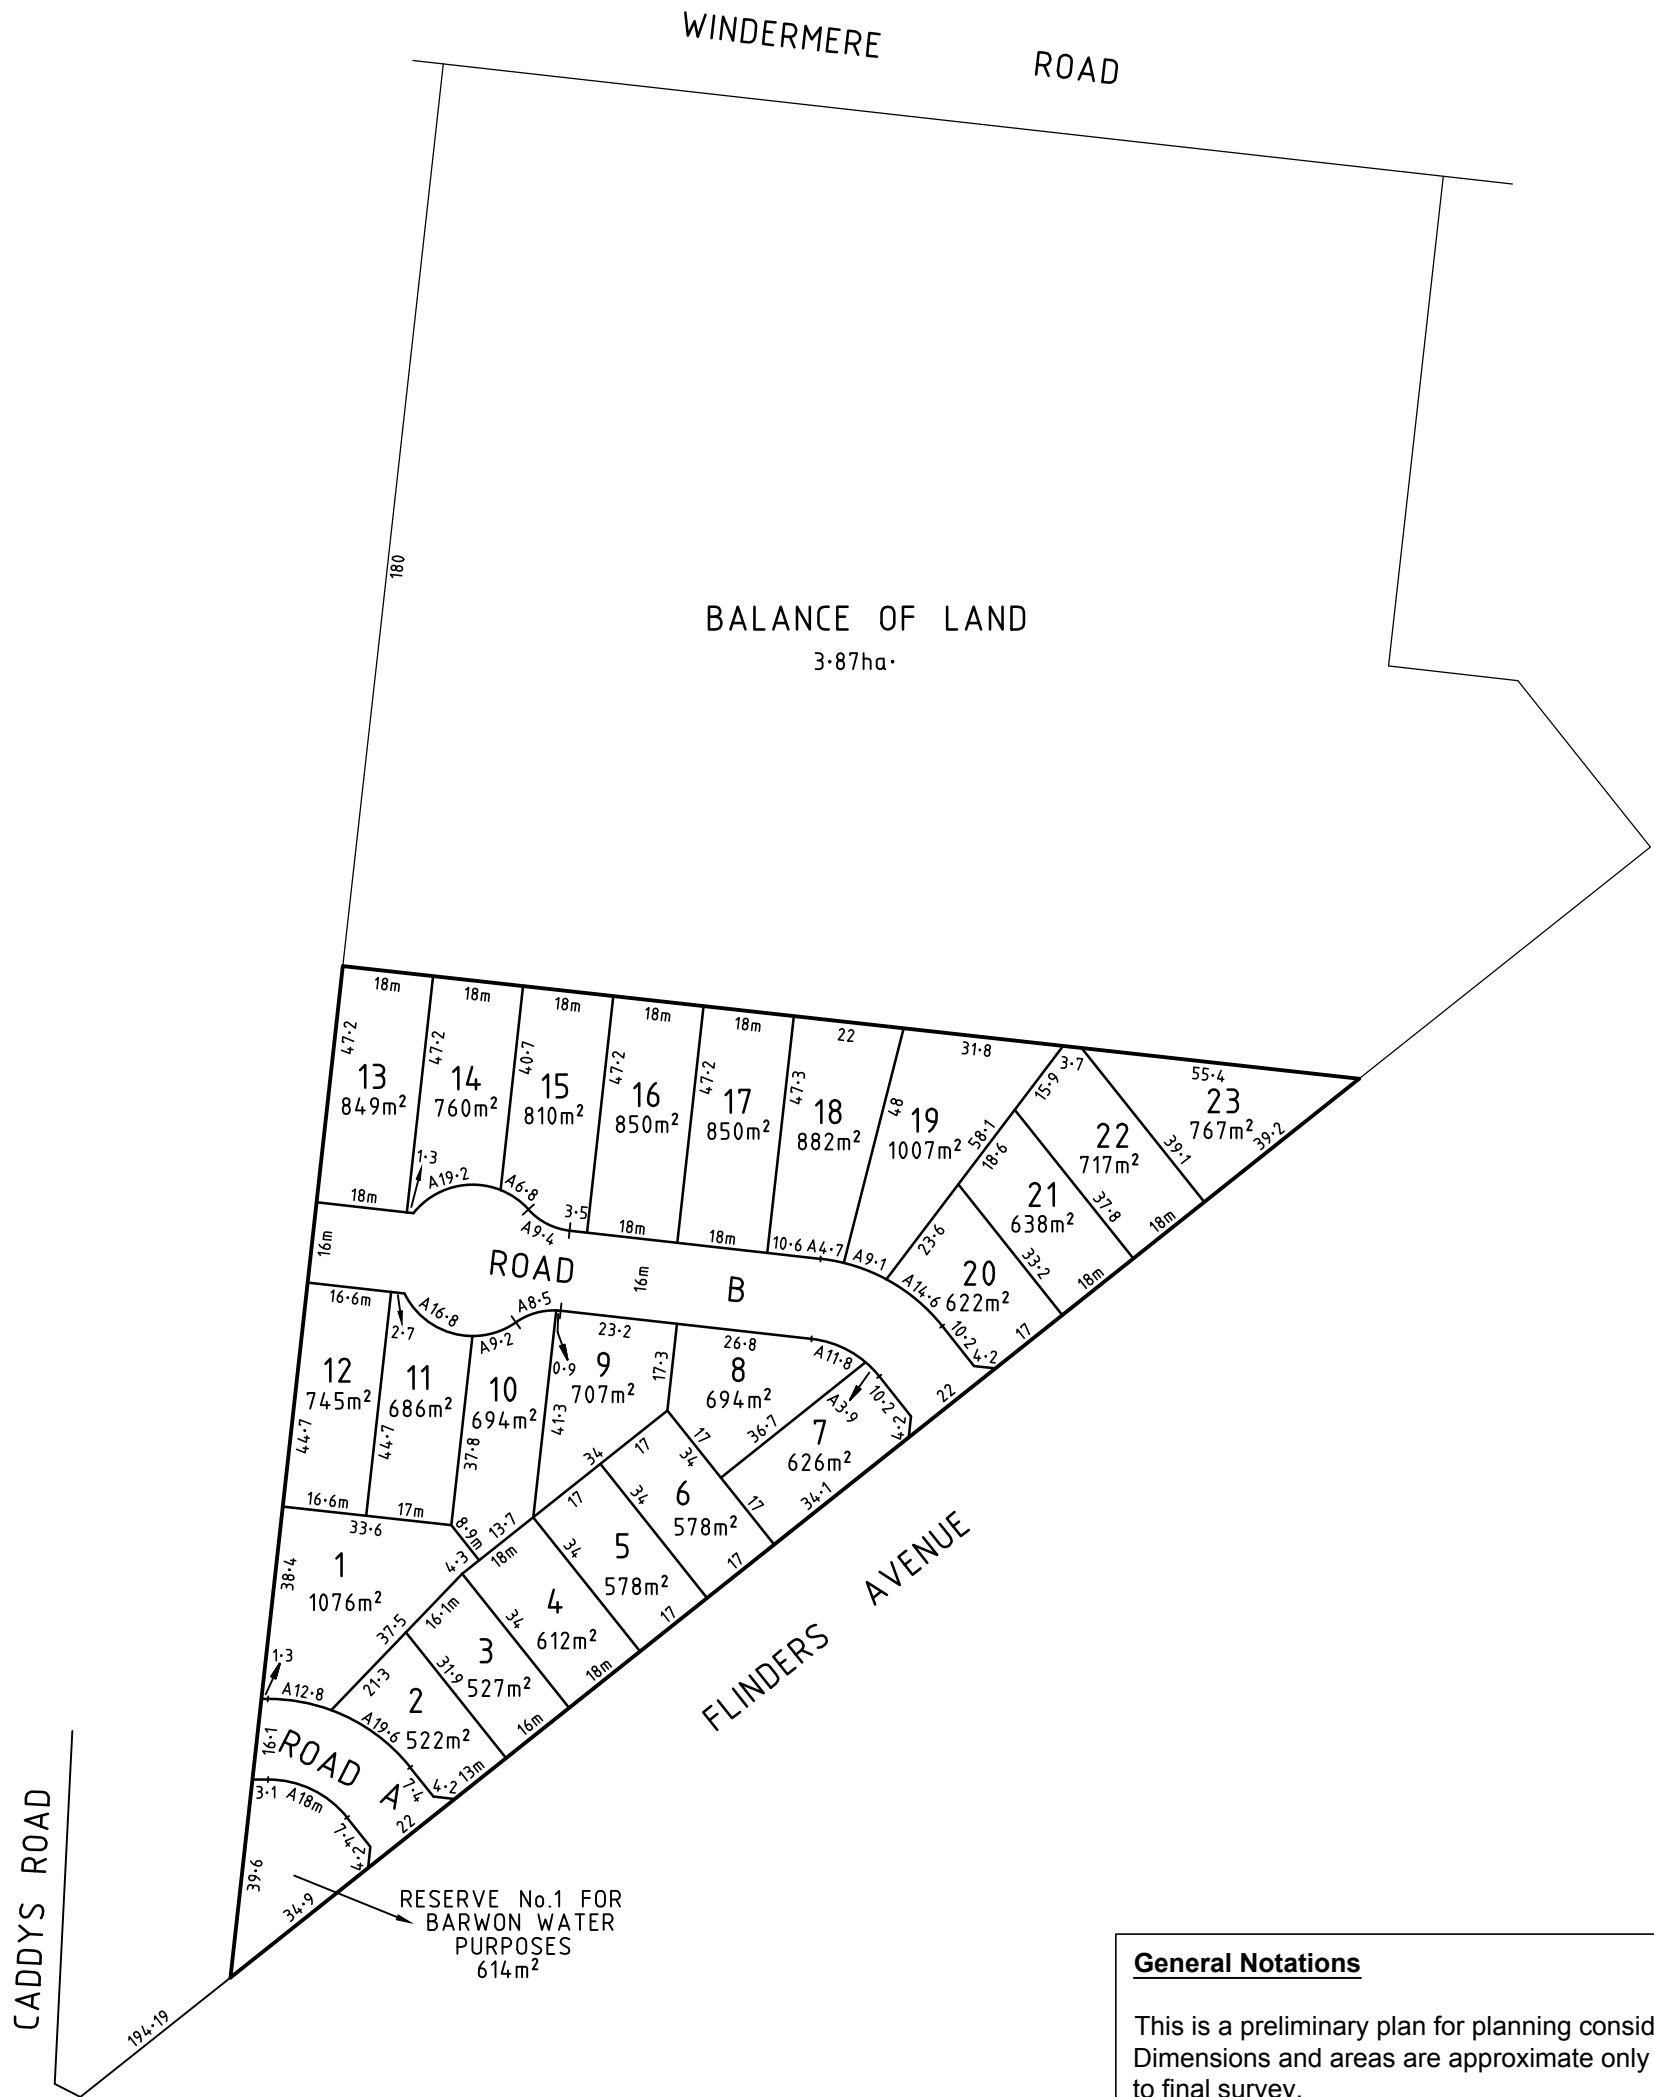 WINDERMERE ROAD
180
BALANCE OF LAND
3·87ha·
18m
18m
18m
18m
18m
22
31·8
3·7
55·4
47·2
13
849m²
47·2
14
760m²
40·7
15
810m²
47·2
16
850m²
47·2
17
850m²
47·3
18
882m²
48
19
1007m²
58·1
15·9
18·6
23·6
22
717m²
39·1
23
767m²
39·2
21
638m²
37·8
18m
20
622m²
33·2
18m
17
18m
1·3
A19·2
A6·8
A9·4
3·5
18m
18m
10·6
A4·7
A9·1
A14·6
10·2
4·2
22
16m
ROAD B
16m
16·6m
2·7
A16·8
A9·2
A8·5
0·9
23·2
26·8
A11·8
A3·9
10·2
4·2
12
745m²
44·7
11
686m²
44·7
10
694m²
37·8
41·3
9
707m²
17·3
8
694m²
36·7
7
626m²
34·1
16·6m
17m
33·6
8·9m
4·3
13·7
34
17
17
34
17
17
18m
6
578m²
34
17
5
578m²
34
17
4
612m²
34
18m
1
1076m²
38·4
1·3
37·5
16·1m
21·3
A12·8
3
527m²
31·9
16m
2
522m²
A19·6
7·4
4·2
13m
FLINDERS AVENUE
16·1
ROAD A
22
3·1
A18m
7·4
4·2
39·6
34·9
RESERVE No.1 FOR
BARWON WATER
PURPOSES
614m²
CADDYS ROAD
194·19
General Notations
This is a preliminary plan for planning consid
Dimensions and areas are approximate only
to final survey.